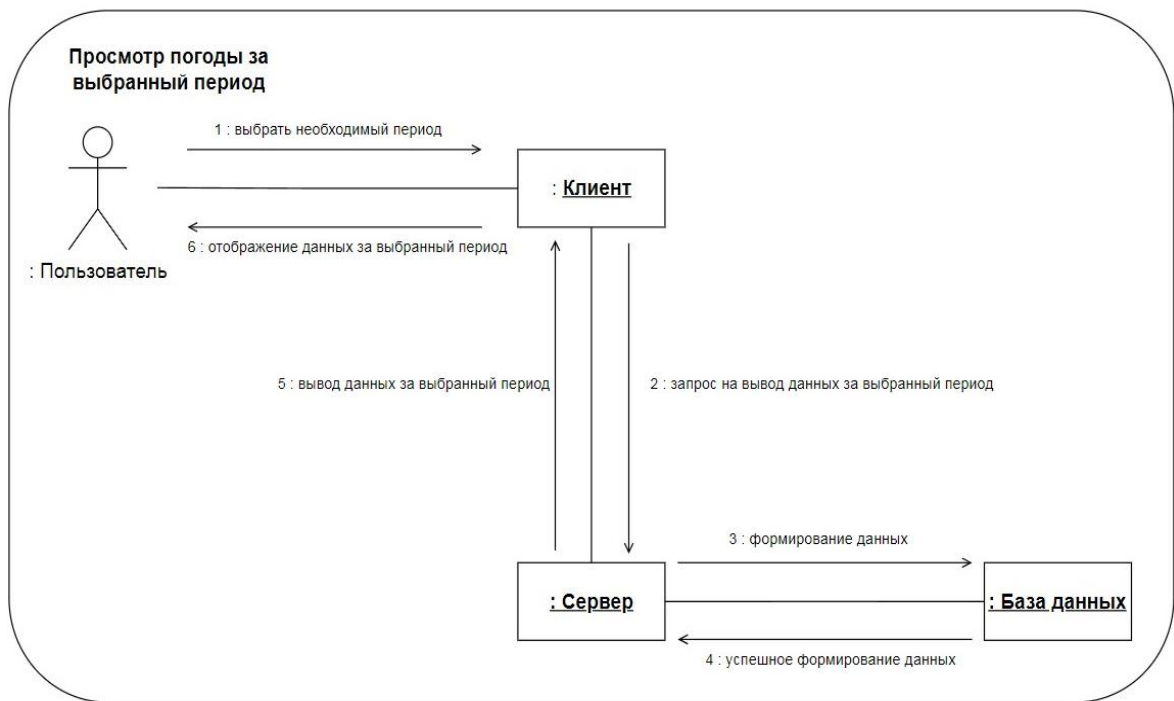 Просмотр погоды за
выбранный период
1 : выбрать необходимый период
: Клиент
6 : отображение данных за выбранный период
: Пользователь
5 : вывод данных за выбранный период
2 : запрос на вывод данных за выбранный период
3 : формирование данных
: Сервер
: База данных
4 : успешное формирование данных